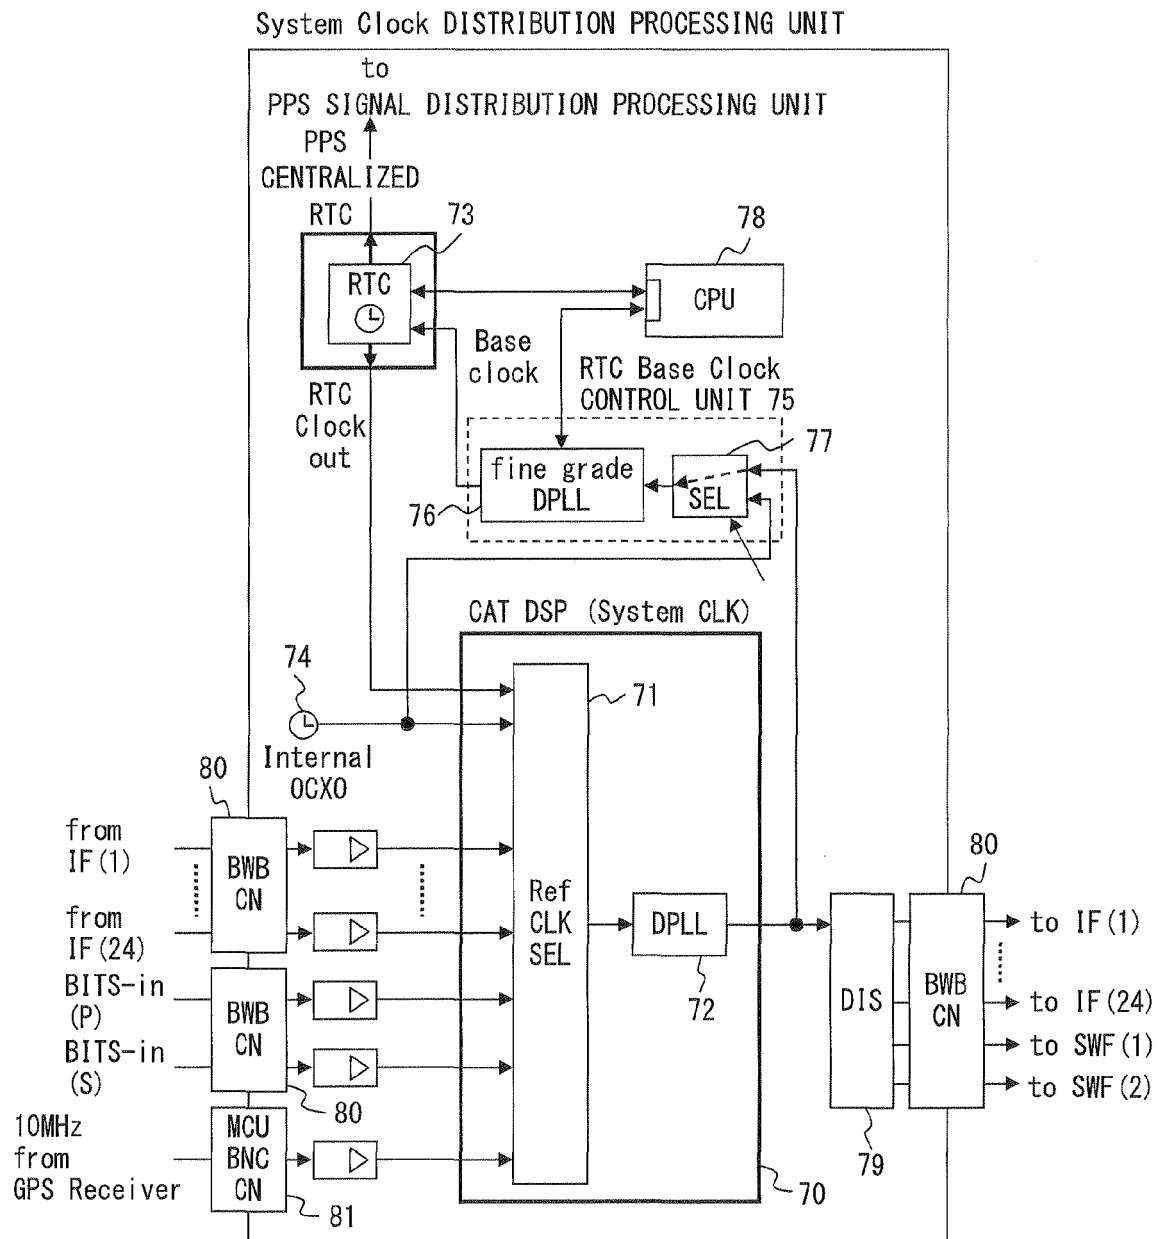 System Clock DISTRIBUTION PROCESSING UNIT
to
PPS SIGNAL DISTRIBUTION PROCESSING UNIT
PPS
CENTRALIZED
RTC
73
78
RTC
CPU
Base
clock
RTC Base Clock
CONTROL UNIT 75
RTC
Clock
out
77
fine grade
DPLL
SEL
76
CAT DSP (System CLK)
74
71
Internal
OCXO
80
from
IF(1)
BWB
CN
80
Ref
CLK
SEL
DPLL
from
IF(24)
to IF(1)
BITS-in
(P)
BWB
CN
72
DIS
BWB
CN
to IF(24)
to SWF(1)
BITS-in
(S)
to SWF(2)
80
10MHz
from
GPS Receiver
MCU
BNC
CN
79
70
81